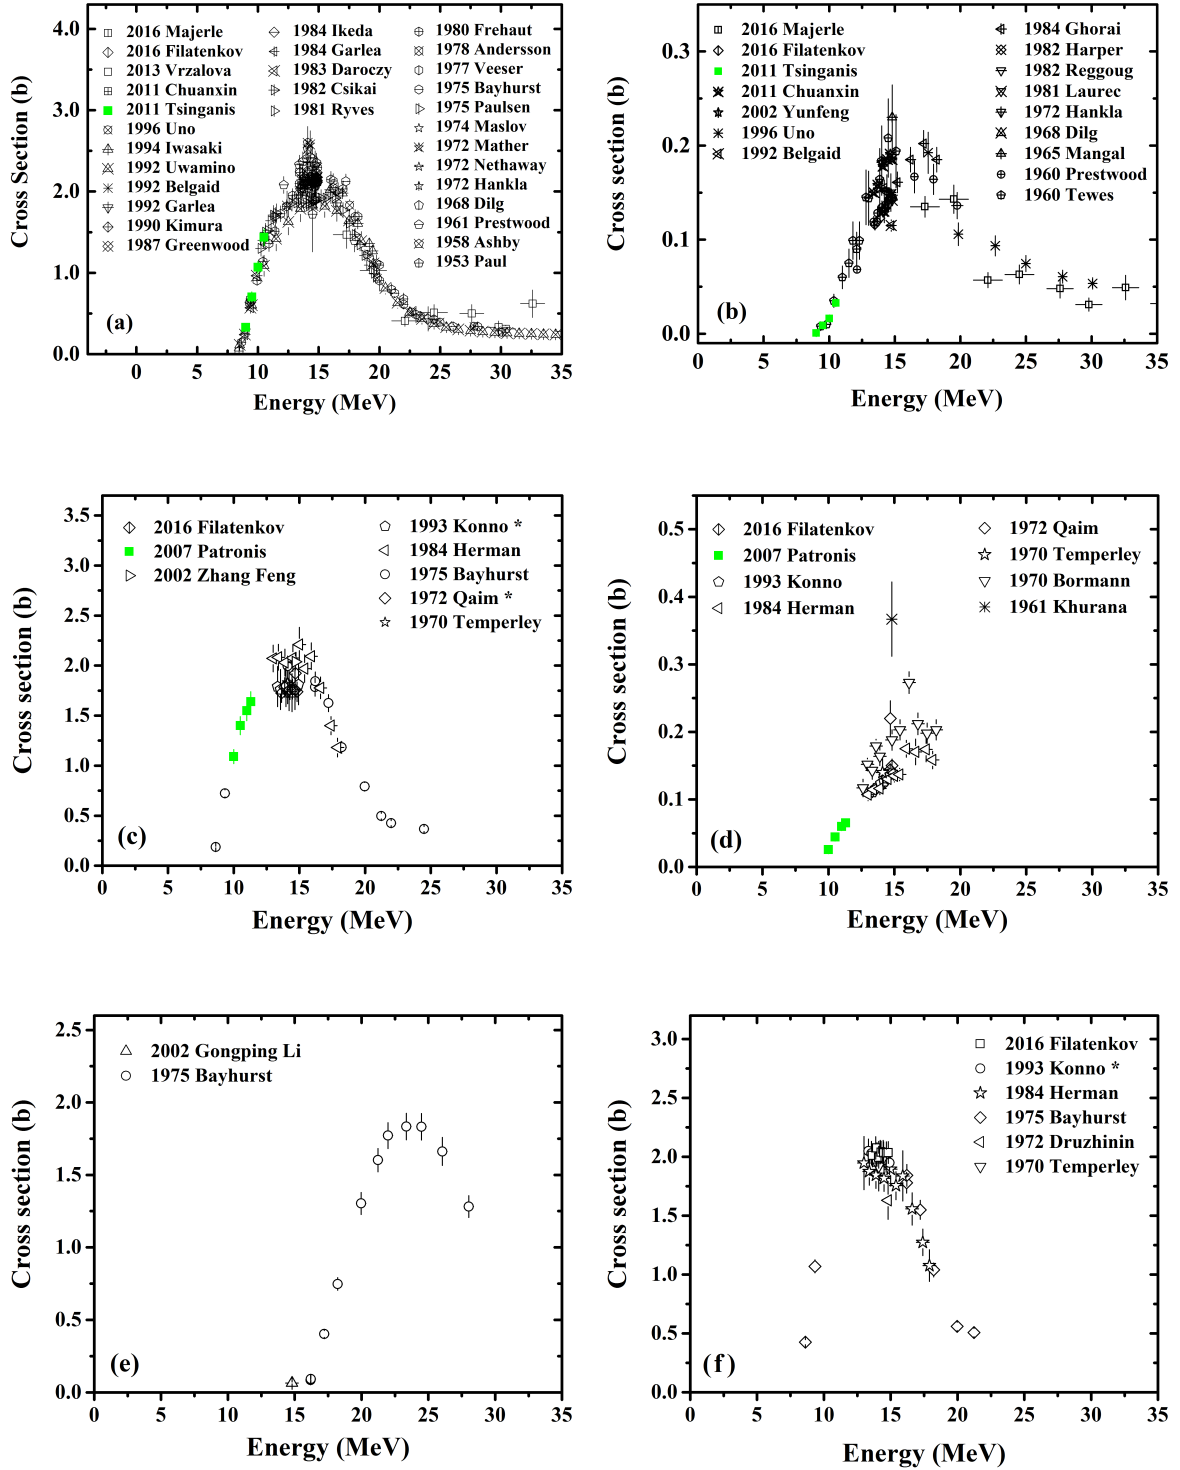 4.0
3.0
2.0
1.0
0.0
Cross Section (b)
2016 Majerle
2016 Filatenkov
2013 Vrzalova
2011 Chuanxin
2011 Tsinganis
1996 Uno
1994 Iwasaki
1992 Uwamino
1992 Belgaid
1992 Garlea
1990 Kimura
1987 Greenwood
1984 Ikeda
1984 Garlea
1983 Daroczy
1982 Csikai
1981 Ryves
1980 Frehaut
1978 Andersson
1977 Veeser
1975 Bayhurst
1975 Paulsen
1974 Maslov
1972 Mather
1972 Nethaway
1972 Hankla
1968 Dilg
1961 Prestwood
1958 Ashby
1953 Paul
(a)
0 5 10 15 20 25 30 35
Energy (MeV)
0.3
0.2
0.1
0.0
Cross section (b)
2016 Majerle
2016 Filatenkov
2011 Tsinganis
2011 Chuanxin
2002 Yunfeng
1996 Uno
1992 Belgaid
1984 Ghorai
1982 Harper
1982 Reggoug
1981 Laurec
1972 Hankla
1968 Dilg
1965 Mangal
1960 Prestwood
1960 Tewes
(b)
0 5 10 15 20 25 30 35
Energy (MeV)
3.5
3.0
2.5
2.0
1.5
1.0
0.5
0.0
Cross section (b)
2016 Filatenkov
2007 Patronis
2002 Zhang Feng
1993 Konno *
1984 Herman
1975 Bayhurst
1972 Qaim *
1970 Temperley
(c)
0 5 10 15 20 25 30 35
Energy (MeV)
0.5
0.4
0.3
0.2
0.1
0.0
Cross section (b)
2016 Filatenkov
2007 Patronis
1993 Konno
1984 Herman
1972 Qaim
1970 Temperley
1970 Bormann
1961 Khurana
(d)
0 5 10 15 20 25 30 35
Energy (MeV)
2.5
2.0
1.5
1.0
0.5
0.0
Cross section (b)
2002 Gongping Li
1975 Bayhurst
(e)
0 5 10 15 20 25 30 35
Energy (MeV)
3.0
2.5
2.0
1.5
1.0
0.5
0.0
Cross section (b)
2016 Filatenkov
1993 Konno *
1984 Herman
1975 Bayhurst
1972 Druzhinin
1970 Temperley
(f)
0 5 10 15 20 25 30 35
Energy (MeV)